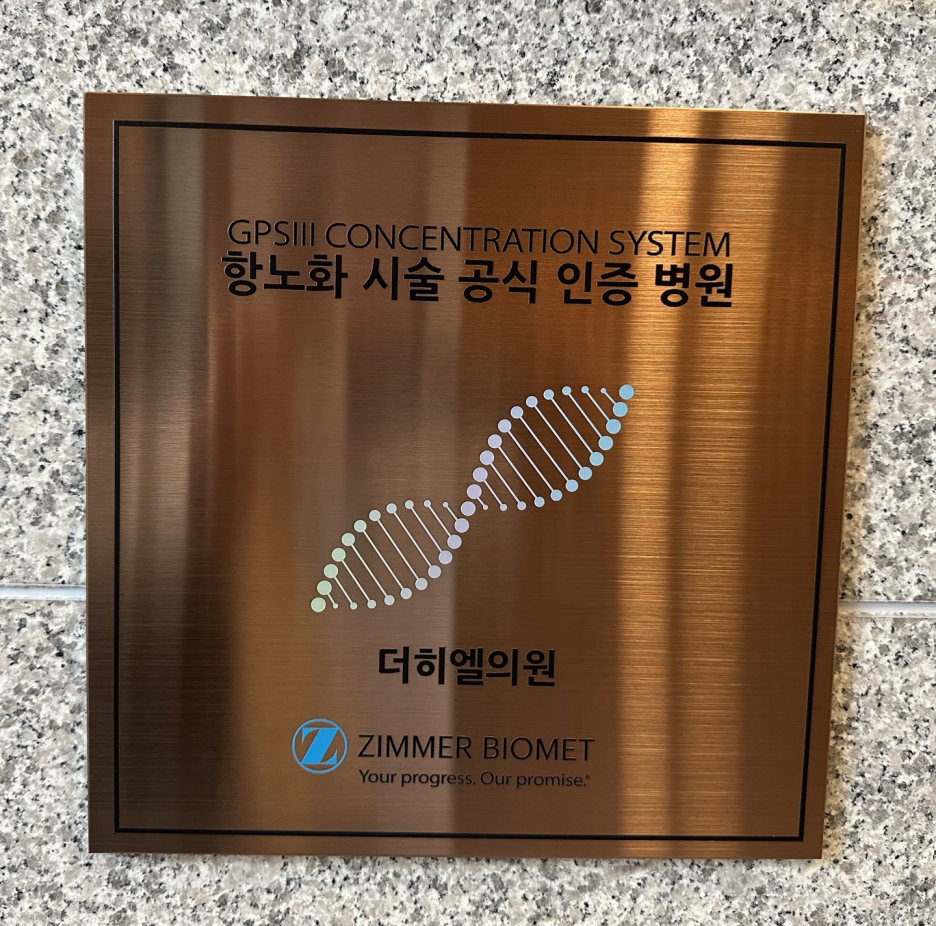 GPSIII CONCENTRATION SYSTEM
항노화 시술 공식 인증 병원
더히엘의원
Z ZIMMER BIOMET
Your progress. Our promise.®